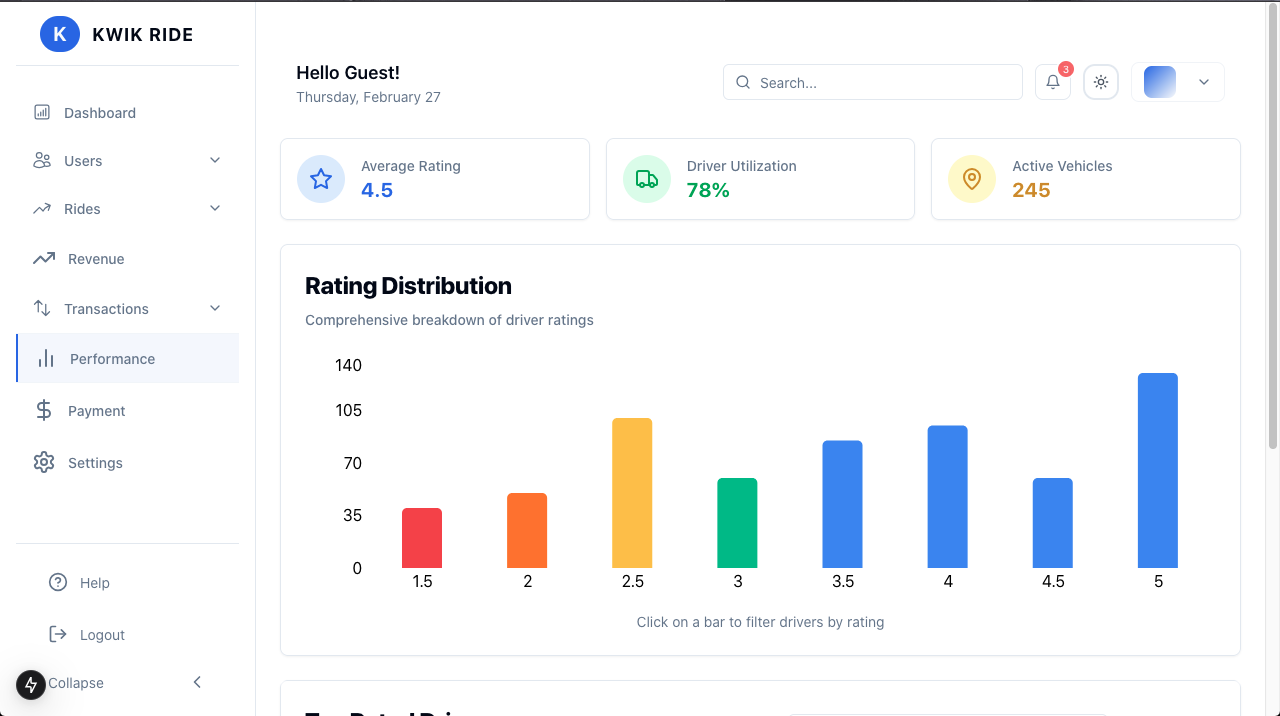 K KWIK RIDE
Dashboard
Users
Rides
Revenue
Transactions
Performance
Payment
Settings
Help
Logout
Collapse
Hello Guest!
Thursday, February 27
Search...
3
Average Rating
4.5
Driver Utilization
78%
Active Vehicles
245
Rating Distribution
Comprehensive breakdown of driver ratings
140
105
70
35
0
1.5 2 2.5 3 3.5 4 4.5 5
Click on a bar to filter drivers by rating